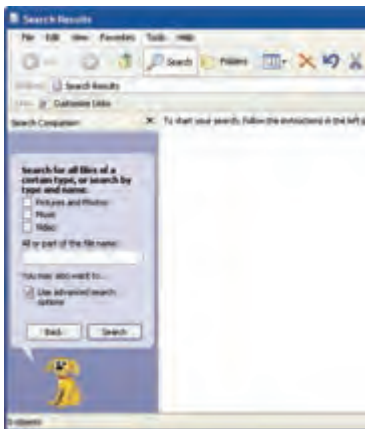 Search Results
File Edit View Favorites Tools Help
Search Folders
Search Results
Customize Links
Search Companion
To start your search, follow the instructions in the left
Search for all files of a
certain type, or search by
type and name.
Pictures and Photos
Music
Video
All or part of the file name:
You may also want to...
Use advanced search
options
Back Search
0 objects